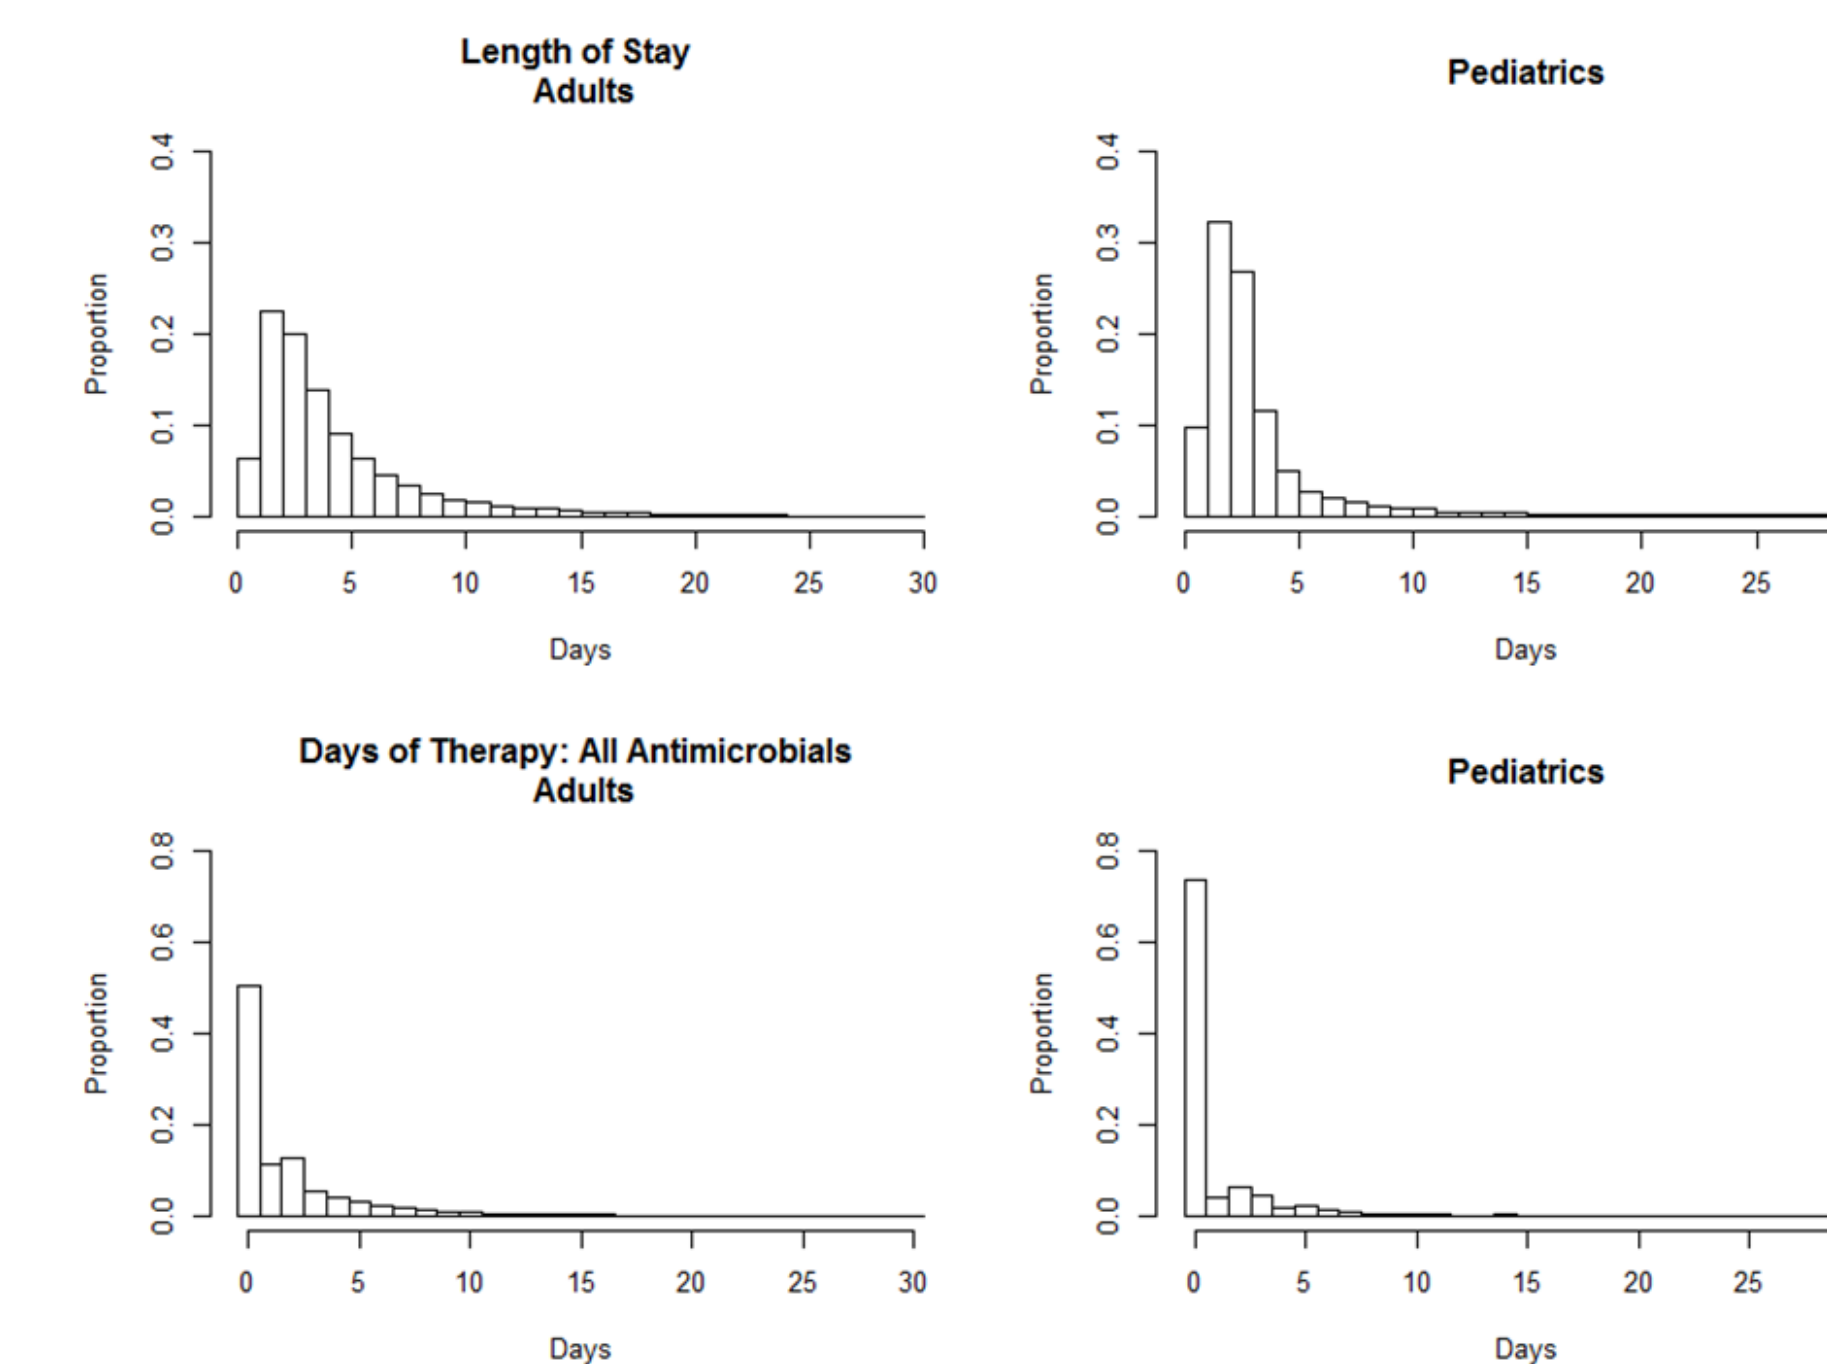 Length of Stay
Adults
Pediatrics
Proportion
0.0 0.1 0.2 0.3 0.4
0 5 10 15 20 25 30
Days
Proportion
0.0 0.1 0.2 0.3 0.4
0 5 10 15 20 25
Days
Days of Therapy: All Antimicrobials
Adults
Pediatrics
Proportion
0.0 0.2 0.4 0.6 0.8
0 5 10 15 20 25 30
Days
Proportion
0.0 0.2 0.4 0.6 0.8
0 5 10 15 20 25
Days